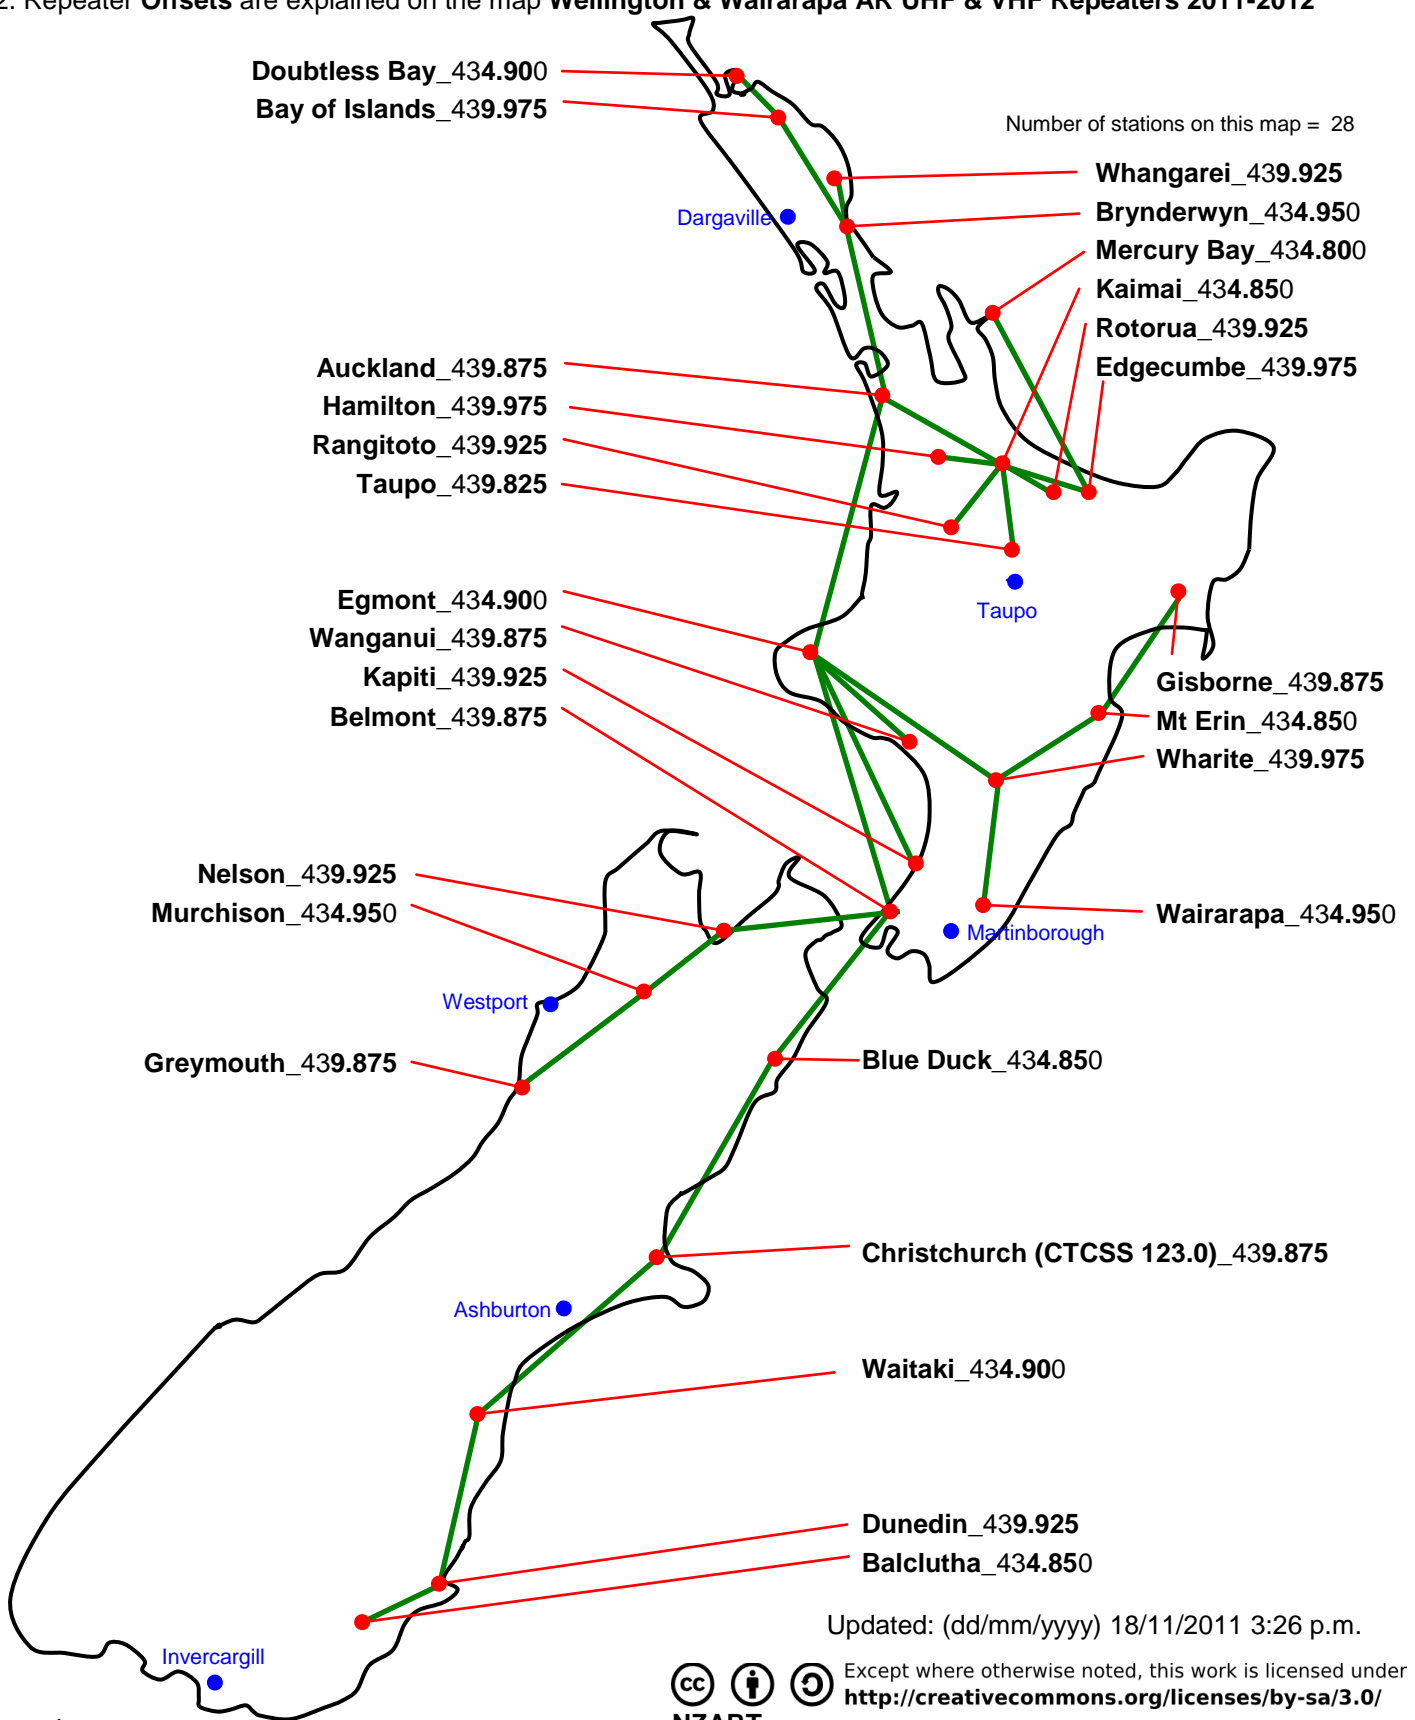 2. Repeater Offsets are explained on the map Wellington & Wairarapa AR UHF & VHF Repeaters 2011-2012
Doubtless Bay_434.900
Bay of Islands_439.975
Number of stations on this map = 28
Whangarei_439.925
Brynderwyn_434.950
Dargaville
Mercury Bay_434.800
Kaimai_434.850
Rotorua_439.925
Edgecumbe_439.975
Auckland_439.875
Hamilton_439.975
Rangitoto_439.925
Taupo_439.825
Taupo
Egmont_434.900
Wanganui_439.875
Kapiti_439.925
Belmont_439.875
Gisborne_439.875
Mt Erin_434.850
Wharite_439.975
Nelson_439.925
Murchison_434.950
Wairarapa_434.950
Martinborough
Westport
Greymouth_439.875
Blue Duck_434.850
Christchurch (CTCSS 123.0)_439.875
Ashburton
Waitaki_434.900
Dunedin_439.925
Balclutha_434.850
Updated: (dd/mm/yyyy) 18/11/2011 3:26 p.m.
Invercargill
cc
Except where otherwise noted, this work is licensed under
http://creativecommons.org/licenses/by-sa/3.0/
NZART